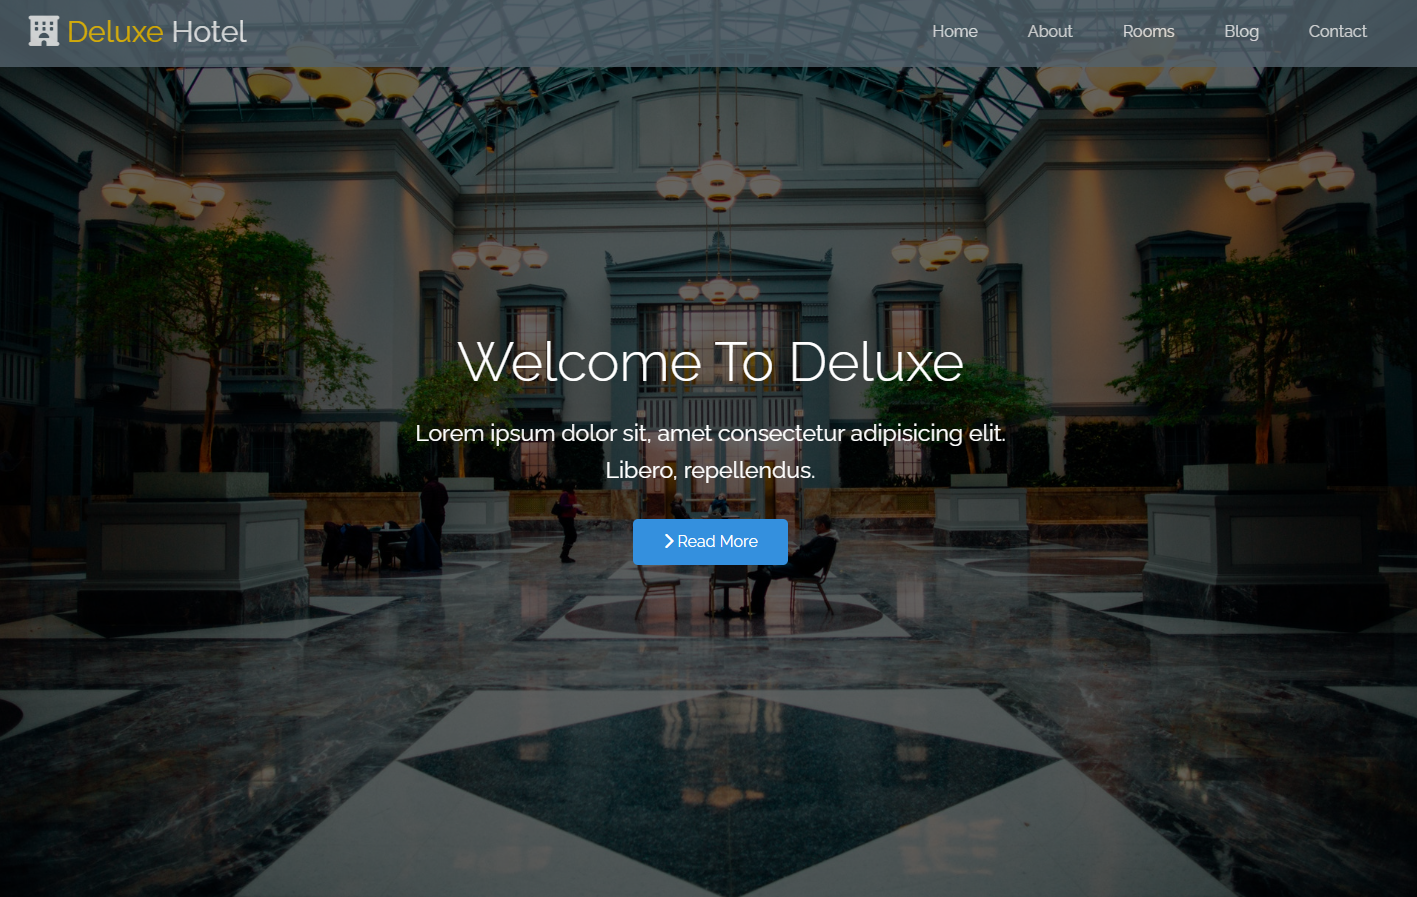 Deluxe Hotel
Home About Rooms Blog Contact
Welcome To Deluxe
Lorem ipsum dolor sit, amet consectetur adipisicing elit.
Libero, repellendus.
Read More